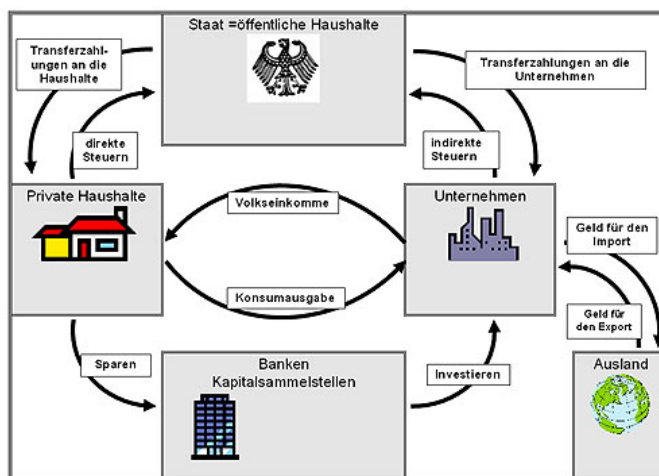 Staat =öffentliche Haushalte
Transferzahl-
ungen an die
Haushalte
Transferzahlungen an die
Unternehmen
direkte
Steuern
indirekte
Steuern
Private Haushalte
Volkseinkomme
Unternehmen
Geld für den
Import
Konsumausgabe
Geld für
den Export
Sparen
Banken
Kapitalsammelstellen
Investieren
Ausland